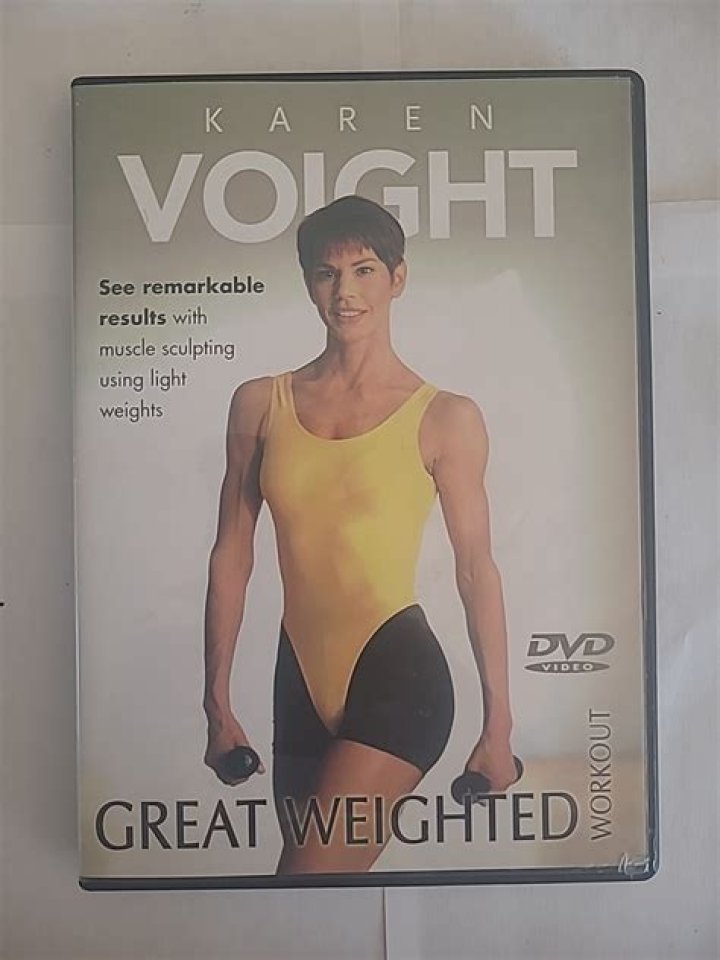 KAREN
VOIGHT
See remarkable
results with
muscle sculpting
using light
weights
DVD
VIDEO
GREAT WEIGHTED
WORKOUT